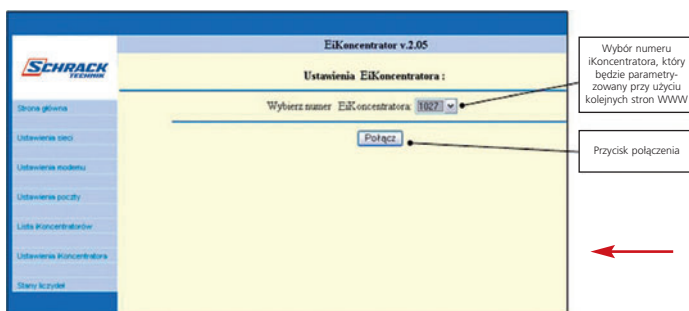 EiKoncentrator v.2.05
SCHRACK
TECHNIK
Ustawienia EiKoncentratora :
Wybierz numer EiKoncentratora: 1027
Połącz
Strona główna
Ustawienia sieci
Ustawienia modemu
Ustawienia poczty
Lista iKoncentratorów
Ustawienia iKoncentratora
Stany liczydeł
Wybór numeru
iKoncentratora, który
będzie parametry-
zowany przy użyciu
kolejnych stron WWW
Przycisk połączenia